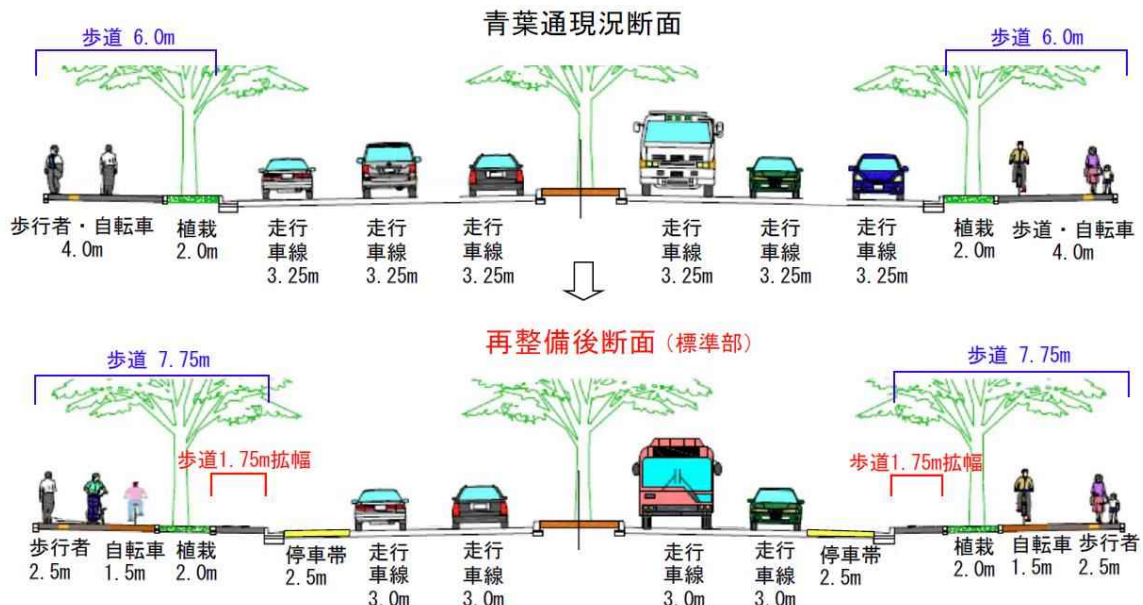 青葉通現況断面
歩道 6.0m
歩道 6.0m
歩行者・自転車
4.0m
植栽
2.0m
走行
車線
3.25m
走行
車線
3.25m
走行
車線
3.25m
走行
車線
3.25m
走行
車線
3.25m
走行
車線
3.25m
植栽
2.0m
歩道・自転車
4.0m
再整備後断面(標準部)
歩道 7.75m
歩道 7.75m
歩道1.75m拡幅
歩道1.75m拡幅
歩行者
2.5m
自転車
1.5m
植栽
2.0m
停車帯
2.5m
走行
車線
3.0m
走行
車線
3.0m
走行
車線
3.0m
走行
車線
3.0m
停車帯
2.5m
植栽
2.0m
自転車
1.5m
歩行者
2.5m